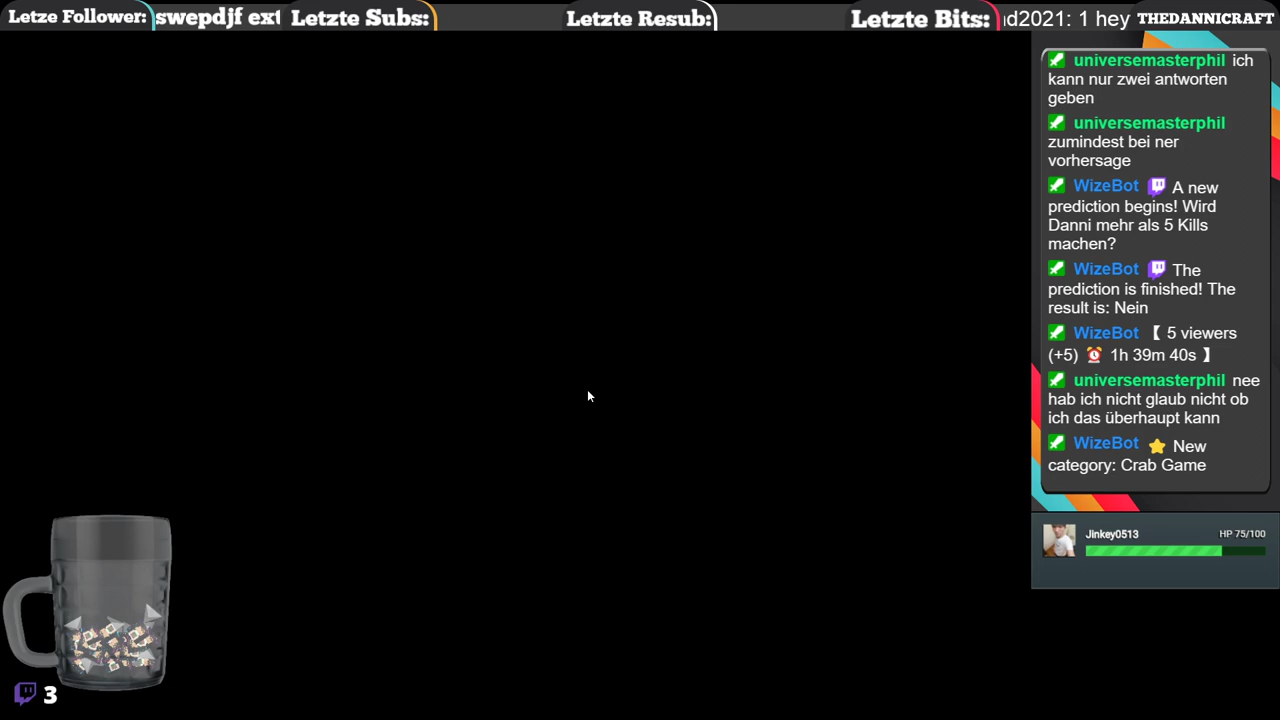 Letze Follower: swepdjf ext Letzte Subs: Letzte Resub: Letzte Bits: d2021: 1 hey THEDANNICRAFT
universemasterphil ich
kann nur zwei antworten
geben
universemasterphil
zumindest bei ner
vorhersage
WizeBot A new
prediction begins! Wird
Danni mehr als 5 Kills
machen?
WizeBot The
prediction is finished! The
result is: Nein
WizeBot 【 5 viewers
(+5) ⏰ 1h 39m 40s 】
universemasterphil nee
hab ich nicht glaub nicht ob
ich das überhaupt kann
WizeBot ⭐ New
category: Crab Game
Jinkey0513 HP 75/100
3